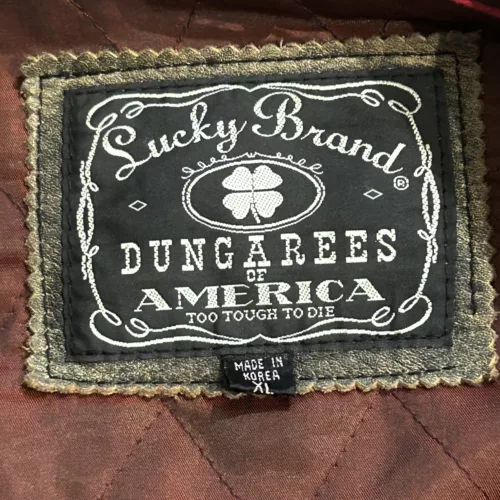 Lucky Brand
®
DUNGAREES
OF
AMERICA
TOO TOUGH TO DIE
MADE IN
KOREA
XL